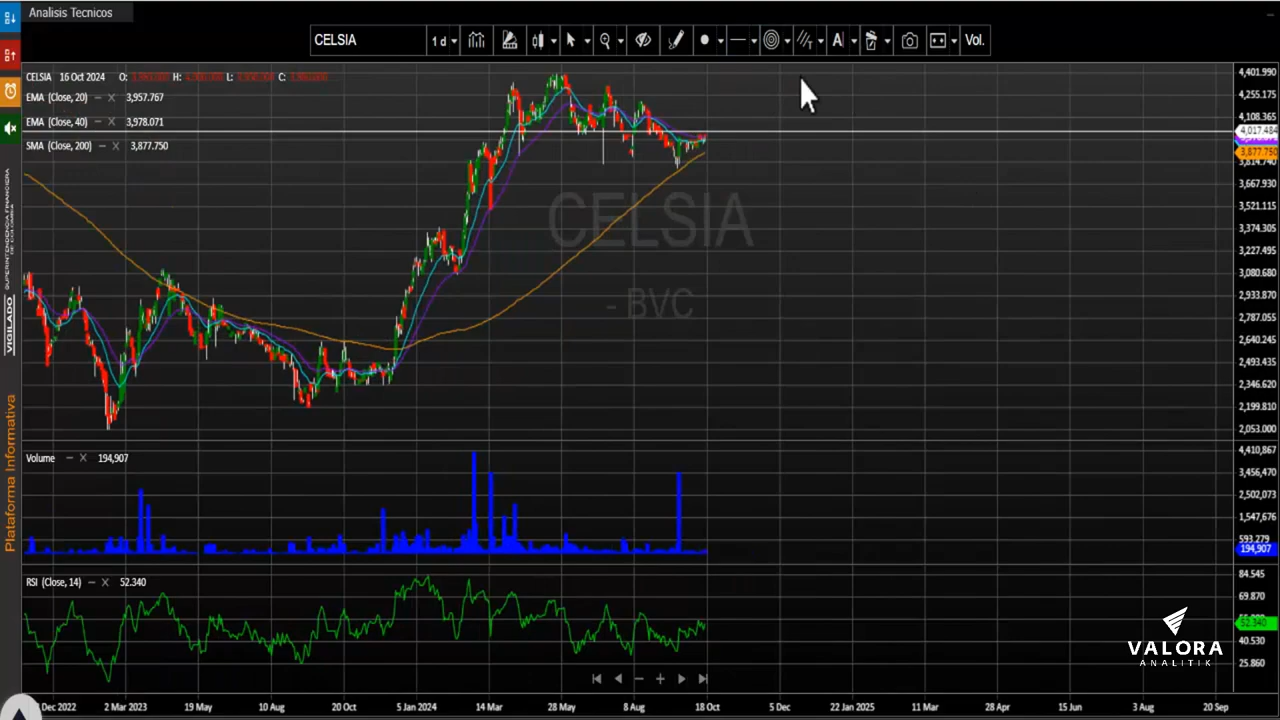 Analisis Tecnicos
CELSIA
1 d
A
Vol.
CELSIA 16 Oct 2024 O: H: L: C:
EMA (Close, 20) 3,957.767
EMA (Close, 40) 3,978.071
SMA (Close, 200) 3,877.750
CELSIA
- BVC
4,401.990
4,255.175
4,108.365
4,017.484
3,877.750
3,814.740
3,667.930
3,521.115
3,374.305
3,227.495
3,080.680
2,933.870
2,787.055
2,640.245
2,493.435
2,346.620
2,199.810
2,053.000
Volume 194,907
4,410,867
3,456,470
2,502,073
1,547,676
593,279
194,907
RSI (Close, 14) 52.340
84.545
69.870
52.340
40.530
25.860
Dec 2022
2 Mar 2023
19 May
10 Aug
20 Oct
5 Jan 2024
14 Mar
28 May
8 Aug
18 Oct
5 Dec
22 Jan 2025
11 Mar
28 Apr
15 Jun
3 Aug
20 Sep
VIGILADO
SUPERINTENDENCIA FINANCIERA
DE COLOMBIA
Plataforma Informativa
VALORA
ANALITIK